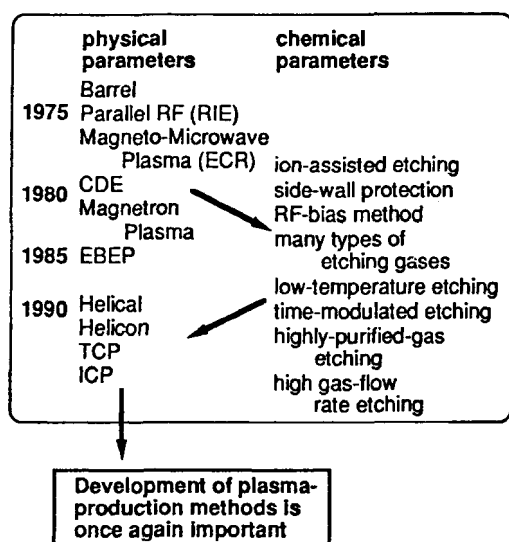 physical
parameters
Barrel
1975 Parallel RF (RIE)
Magneto-Microwave
Plasma (ECR)
1980 CDE
Magnetron
Plasma
1985 EBEP
1990 Helical
Helicon
TCP
ICP
chemical
parameters
ion-assisted etching
side-wall protection
RF-bias method
many types of
etching gases
low-temperature etching
time-modulated etching
highly-purified-gas
etching
high gas-flow
rate etching
Development of plasma-
production methods is
once again important